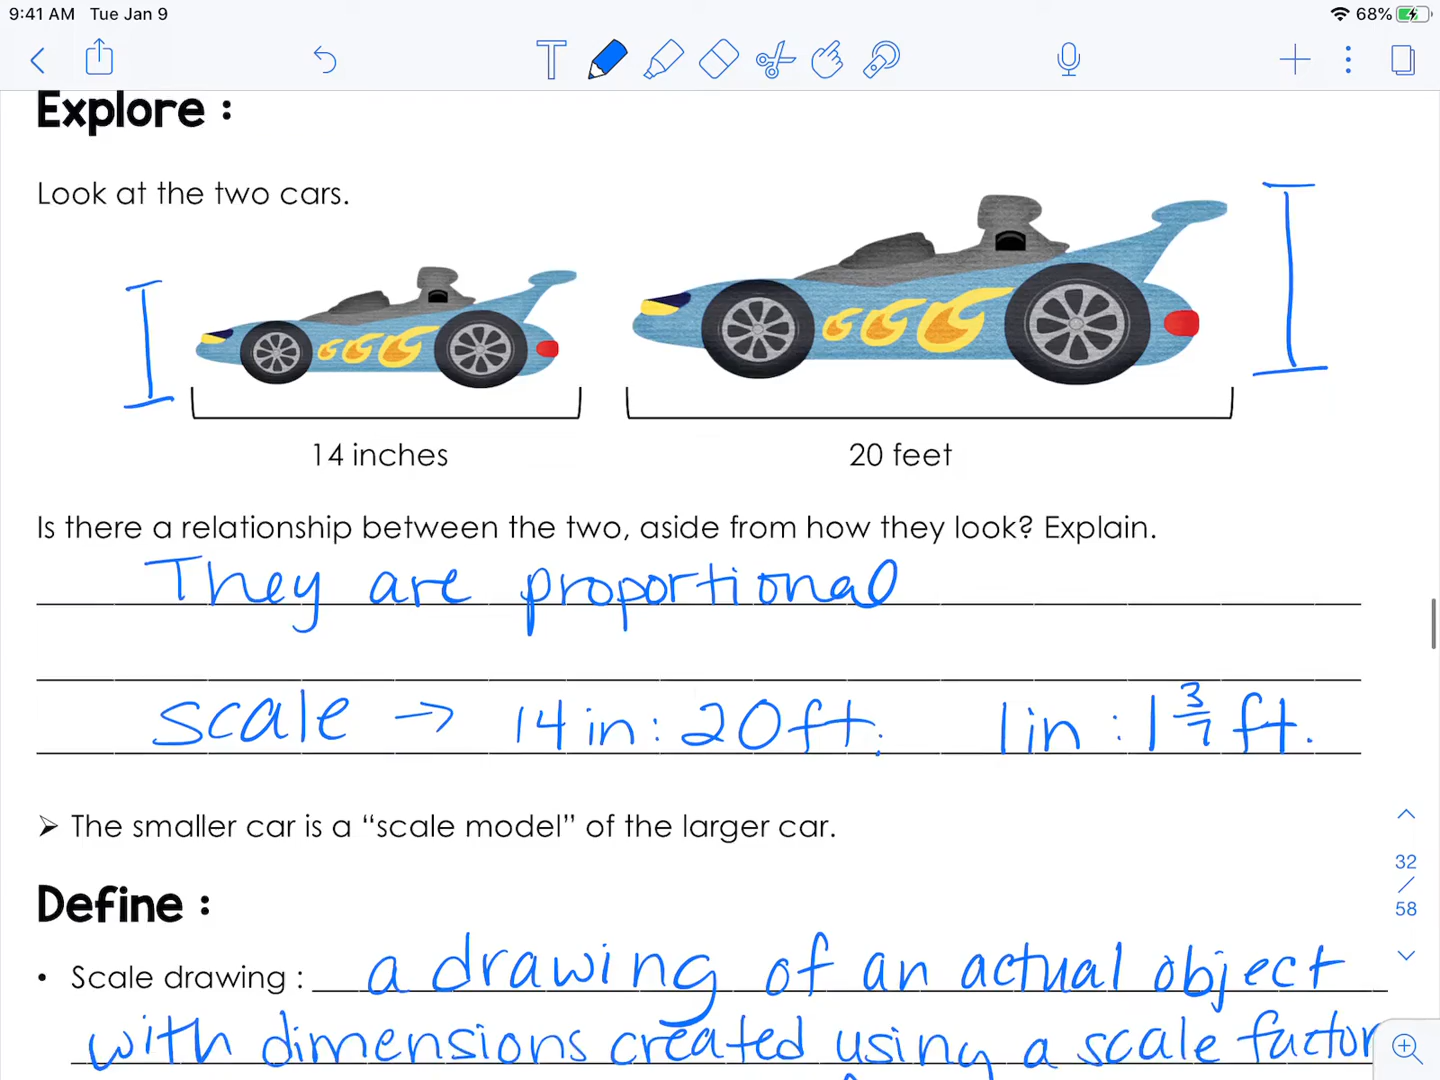 9:41 AM Tue Jan 9 68%
Explore :
Look at the two cars.
14 inches 20 feet
Is there a relationship between the two, aside from how they look? Explain.
They are proportional
scale → 14 in : 20 ft. 1 in : 1 3/7 ft.
➢ The smaller car is a “scale model” of the larger car.
32
/
58
Define :
• Scale drawing : a drawing of an actual object
with dimensions created using a scale factor